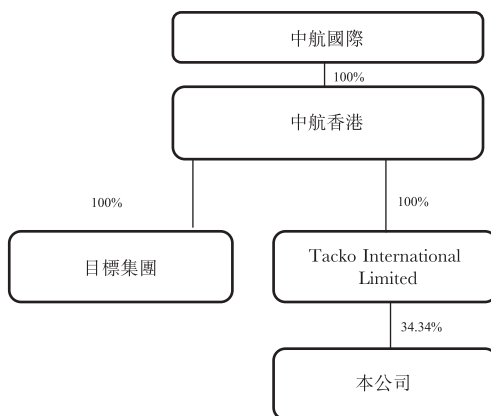 中航國際
100%
中航香港
100%
100%
目標集團
Tacko International
Limited
34.34%
本公司